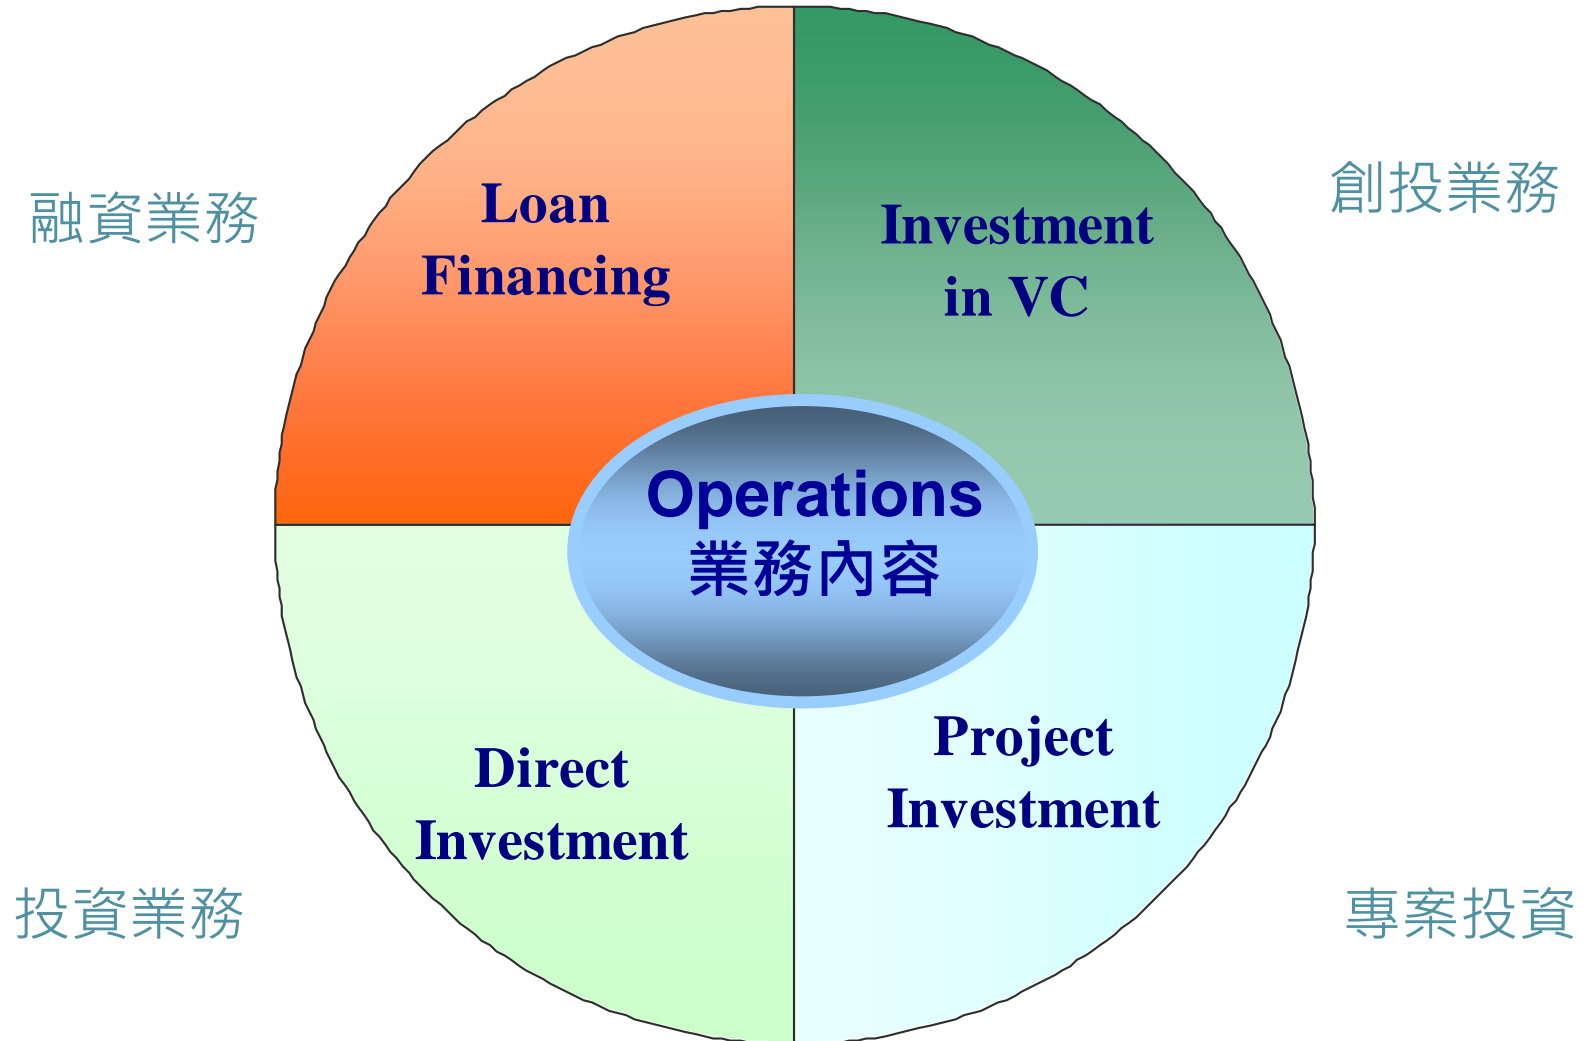 融資業務
Loan
Financing
Investment
in VC
創投業務
Operations
業務內容
Direct
Investment
投資業務
Project
Investment
專案投資